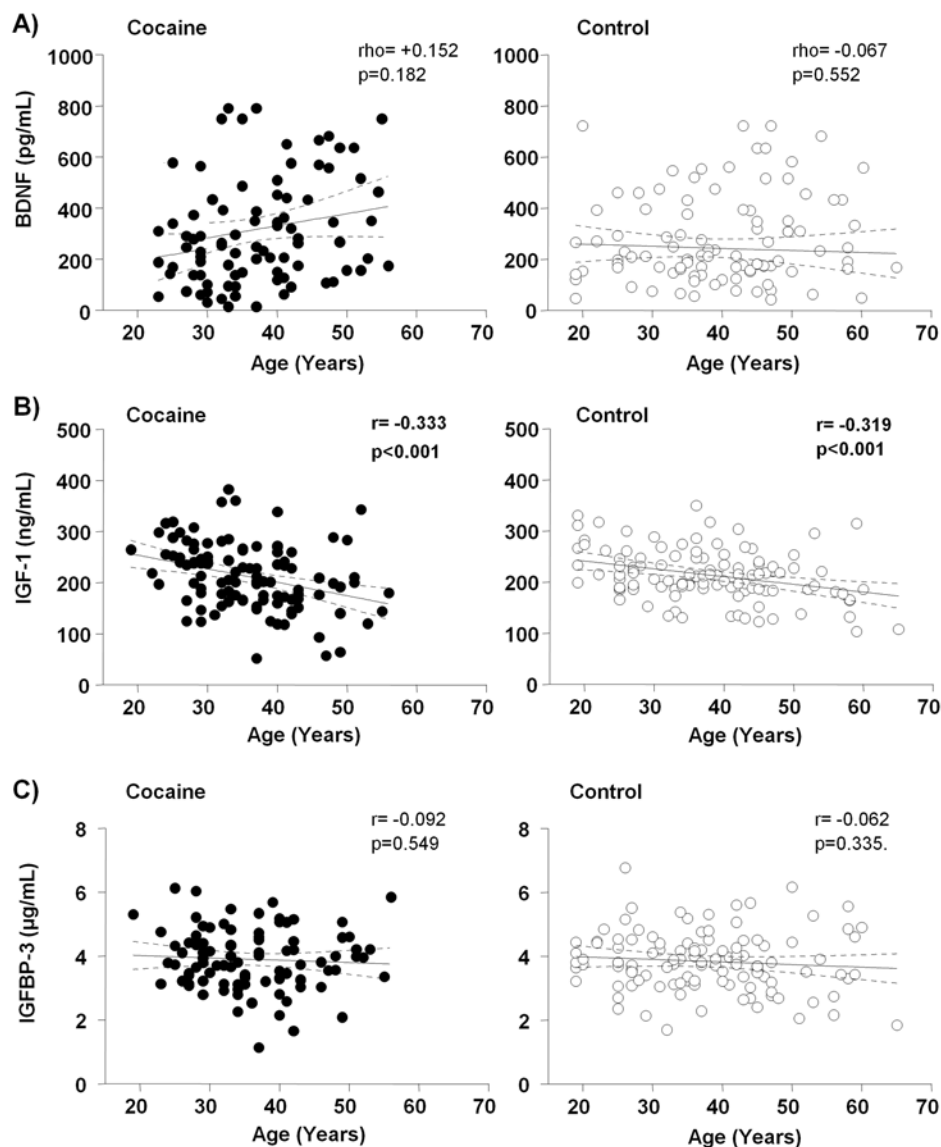 A)
Cocaine
rho= +0.152
p=0.182
Control
rho= -0.067
p=0.552
BDNF (pg/mL)
1000
800
600
400
200
0
20 30 40 50 60 70
Age (Years)
1000
800
600
400
200
0
20 30 40 50 60 70
Age (Years)
B)
Cocaine
r= -0.333
p<0.001
Control
r= -0.319
p<0.001
IGF-1 (ng/mL)
500
400
300
200
100
0
20 30 40 50 60 70
Age (Years)
500
400
300
200
100
0
20 30 40 50 60 70
Age (Years)
C)
Cocaine
r= -0.092
p=0.549
Control
r= -0.062
p=0.335.
IGFBP-3 (µg/mL)
8
6
4
2
0
20 30 40 50 60 70
Age (Years)
8
6
4
2
0
20 30 40 50 60 70
Age (Years)